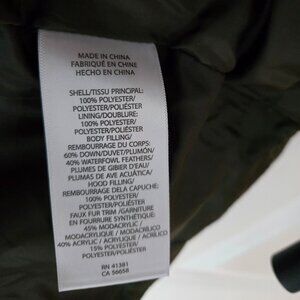 MADE IN CHINA
FABRIQUÉ EN CHINE
HECHO EN CHINA
SHELL/TISSU PRINCIPAL:
100% POLYESTER/
POLYESTER/POLIÉSTER
LINING/DOUBLURE:
100% POLYESTER/
POLYESTER/POLIÉSTER
BODY FILLING/
REMBOURRAGE DU CORPS:
60% DOWN/DUVET/PLUMÓN/
40% WATERFOWL FEATHERS/
PLUMES DE GIBIER D'EAU/
PLUMAS DE AVE ACUÁTICA/
HOOD FILLING/
REMBOURRAGE DELA CAPUCHE:
100% POLYESTER/
POLYESTER/POLIÉSTER
FAUX FUR TRIM /GARNITURE
EN FOURRURE SYNTHÉTIQUE:
45% MODACRYLIC/
MODACRYLIQUE/MODACRÍLICO
40% ACRYLIC / ACRYLIQUE/ACRÍLICO
15% POLYESTER/
POLYESTER/POLIÉSTER
RN 41381
CA 56658